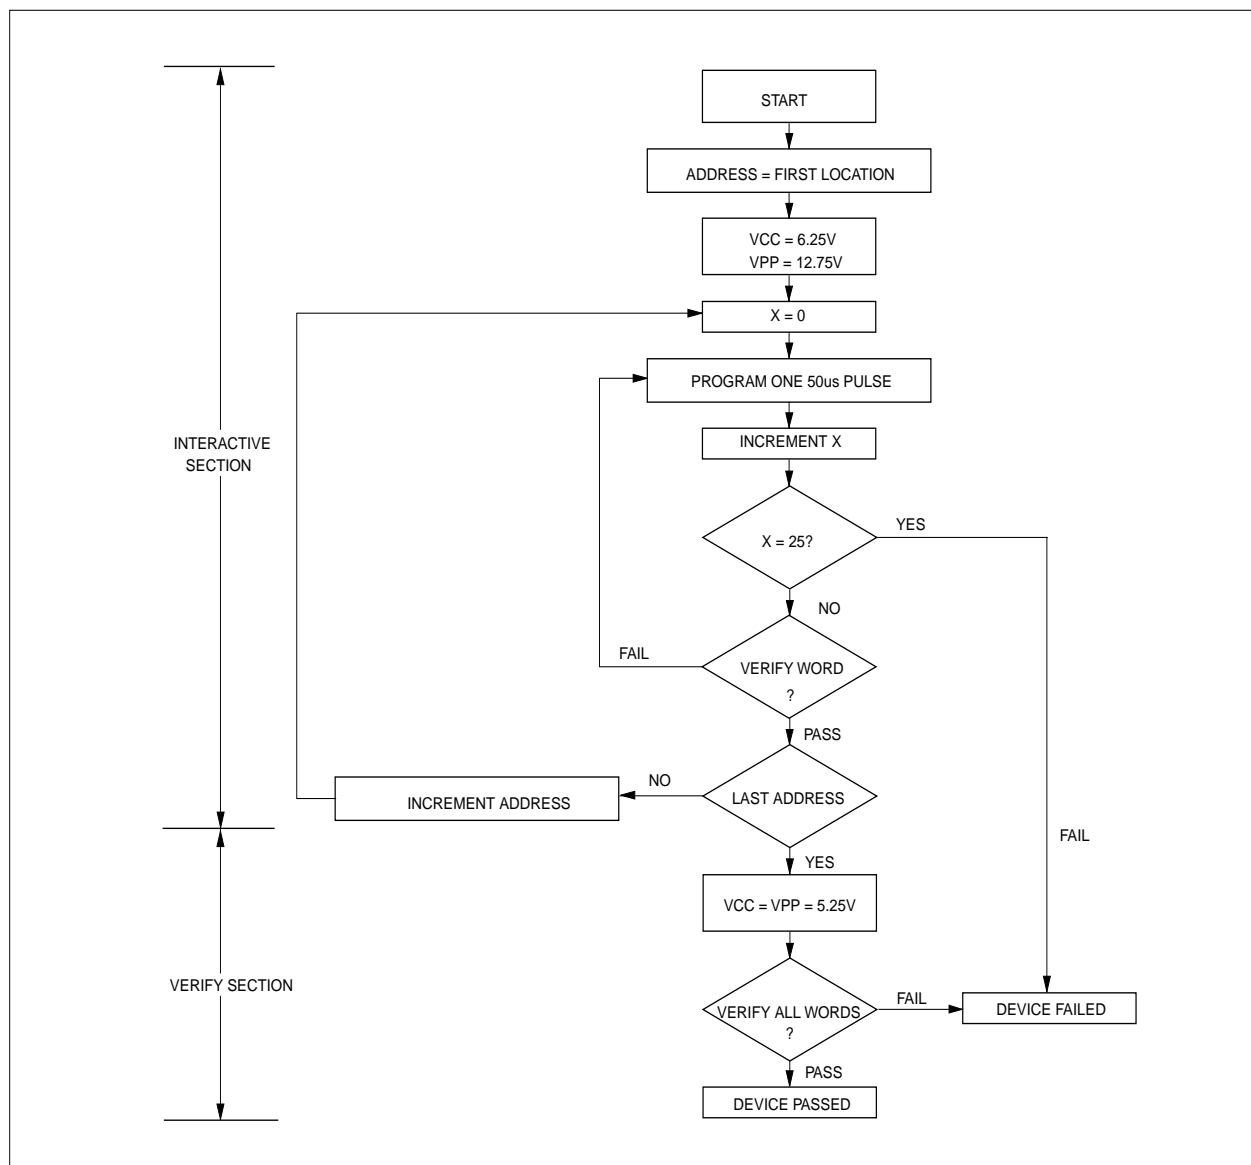 START
ADDRESS = FIRST LOCATION
VCC = 6.25V
VPP = 12.75V
X = 0
PROGRAM ONE 50us PULSE
INTERACTIVE
SECTION
INCREMENT X
X = 25?
YES
NO
FAIL
VERIFY WORD
?
PASS
NO
INCREMENT ADDRESS
LAST ADDRESS
FAIL
YES
VCC = VPP = 5.25V
VERIFY SECTION
VERIFY ALL WORDS
?
FAIL
DEVICE FAILED
PASS
DEVICE PASSED